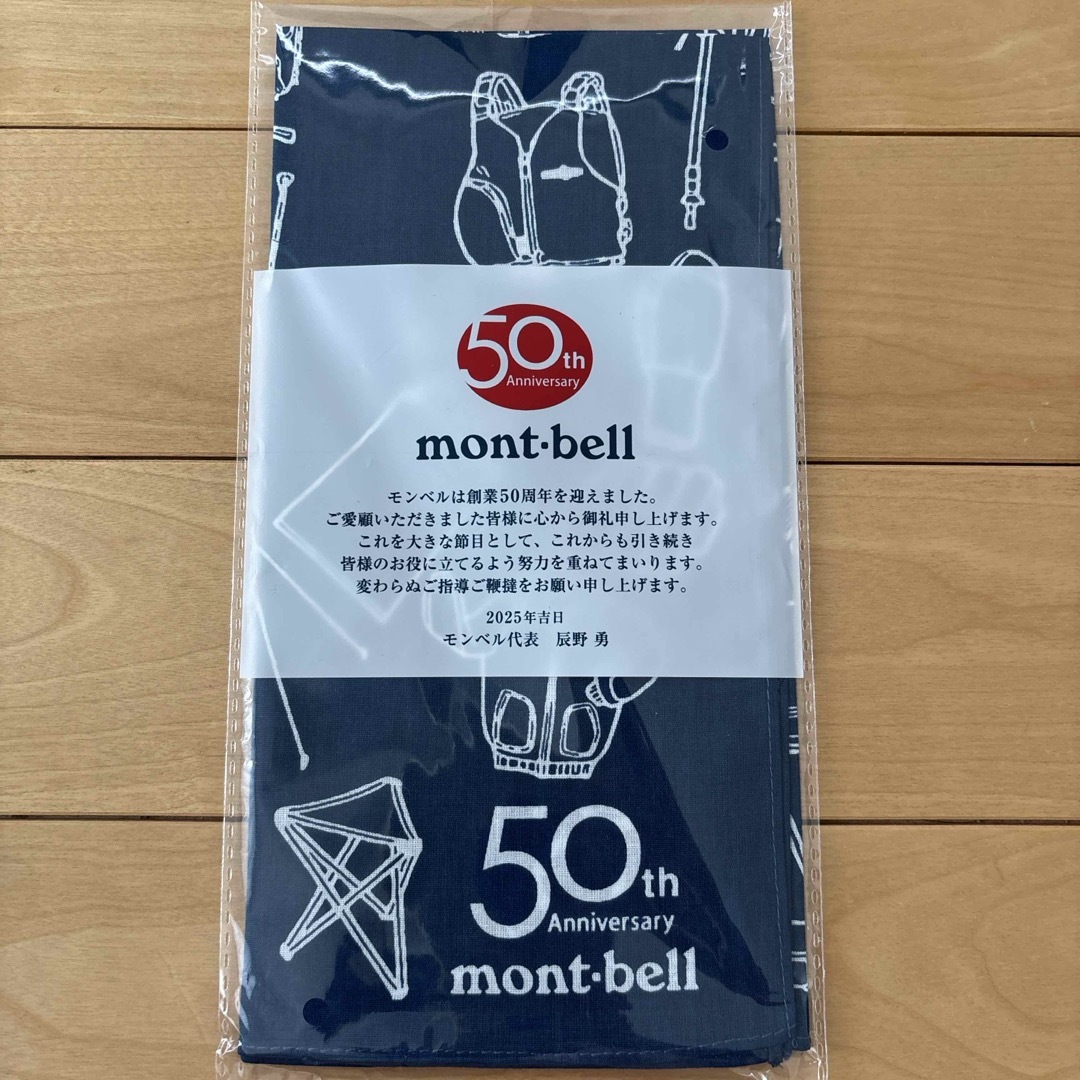 50th
Anniversary
mont・bell
モンベルは創業50周年を迎えました。
ご愛顧いただきました皆様に心から御礼申し上げます。
これを大きな節目として、これからも引き続き
皆様のお役に立てるよう努力を重ねてまいります。
変わらぬご指導ご鞭撻をお願い申し上げます。
2025年吉日
モンベル代表　辰野 勇
50th
Anniversary
mont・bell